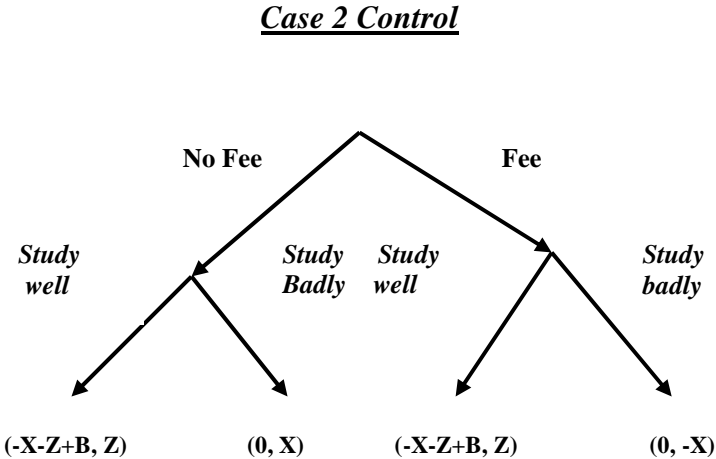 Case 2 Control
No Fee Fee
Study Study Study Study
well Badly well badly
(-X-Z+B, Z) (0, X) (-X-Z+B, Z) (0, -X)